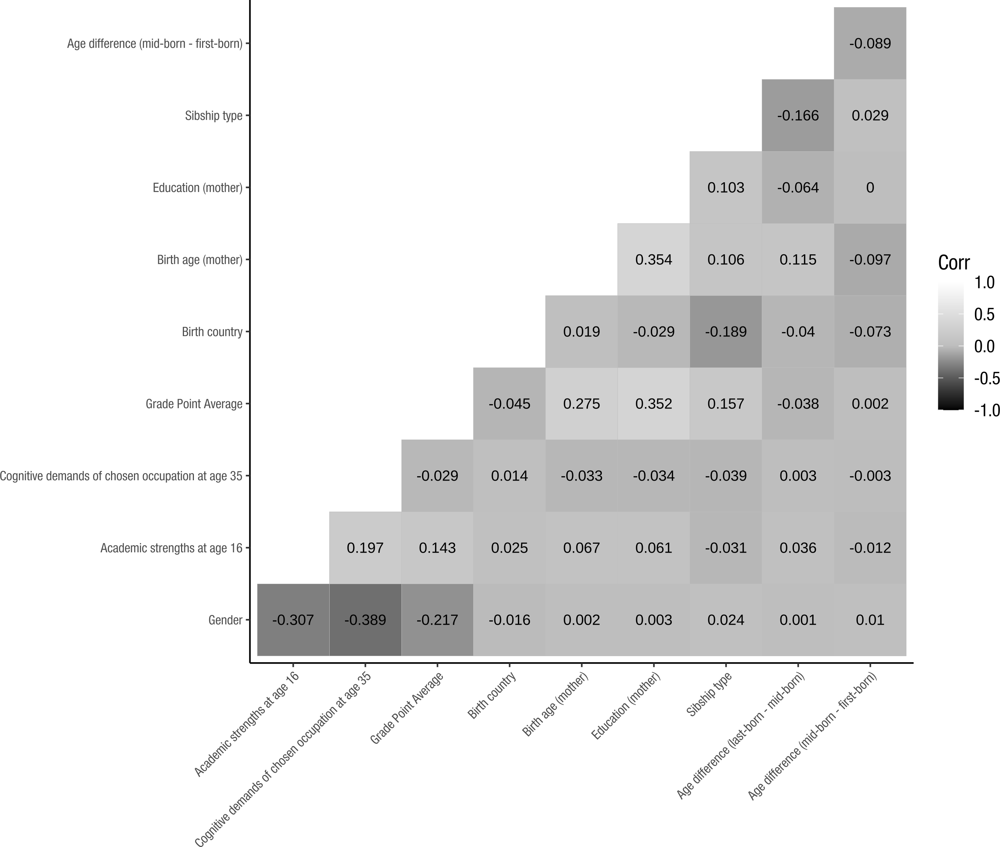 Age difference (mid-born - first-born) -0.089
Sibship type -0.166 0.029
Education (mother) 0.103 -0.064 0
Birth age (mother) 0.354 0.106 0.115 -0.097
Birth country 0.019 -0.029 -0.189 -0.04 -0.073
Grade Point Average -0.045 0.275 0.352 0.157 -0.038 0.002
Cognitive demands of chosen occupation at age 35 -0.029 0.014 -0.033 -0.034 -0.039 0.003 -0.003
Academic strengths at age 16 0.197 0.143 0.025 0.067 0.061 -0.031 0.036 -0.012
Gender -0.307 -0.389 -0.217 -0.016 0.002 0.003 0.024 0.001 0.01
Academic strengths at age 16
Cognitive demands of chosen occupation at age 35
Grade Point Average
Birth country
Birth age (mother)
Education (mother)
Sibship type
Age difference (last-born - mid-born)
Age difference (mid-born - first-born)
Corr
1.0
0.5
0.0
-0.5
-1.0